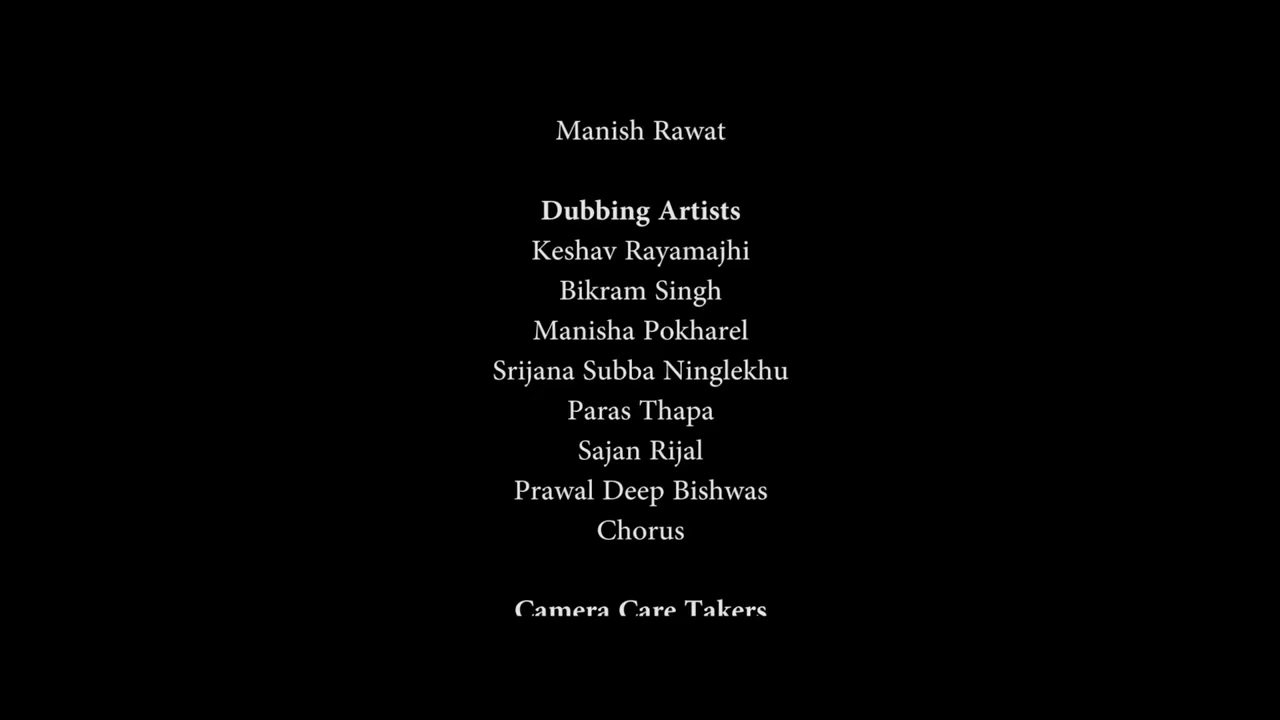 Manish Rawat
Dubbing Artists
Keshav Rayamajhi
Bikram Singh
Manisha Pokharel
Srijana Subba Ninglekhu
Paras Thapa
Sajan Rijal
Prawal Deep Bishwas
Chorus
Camera Care Takers